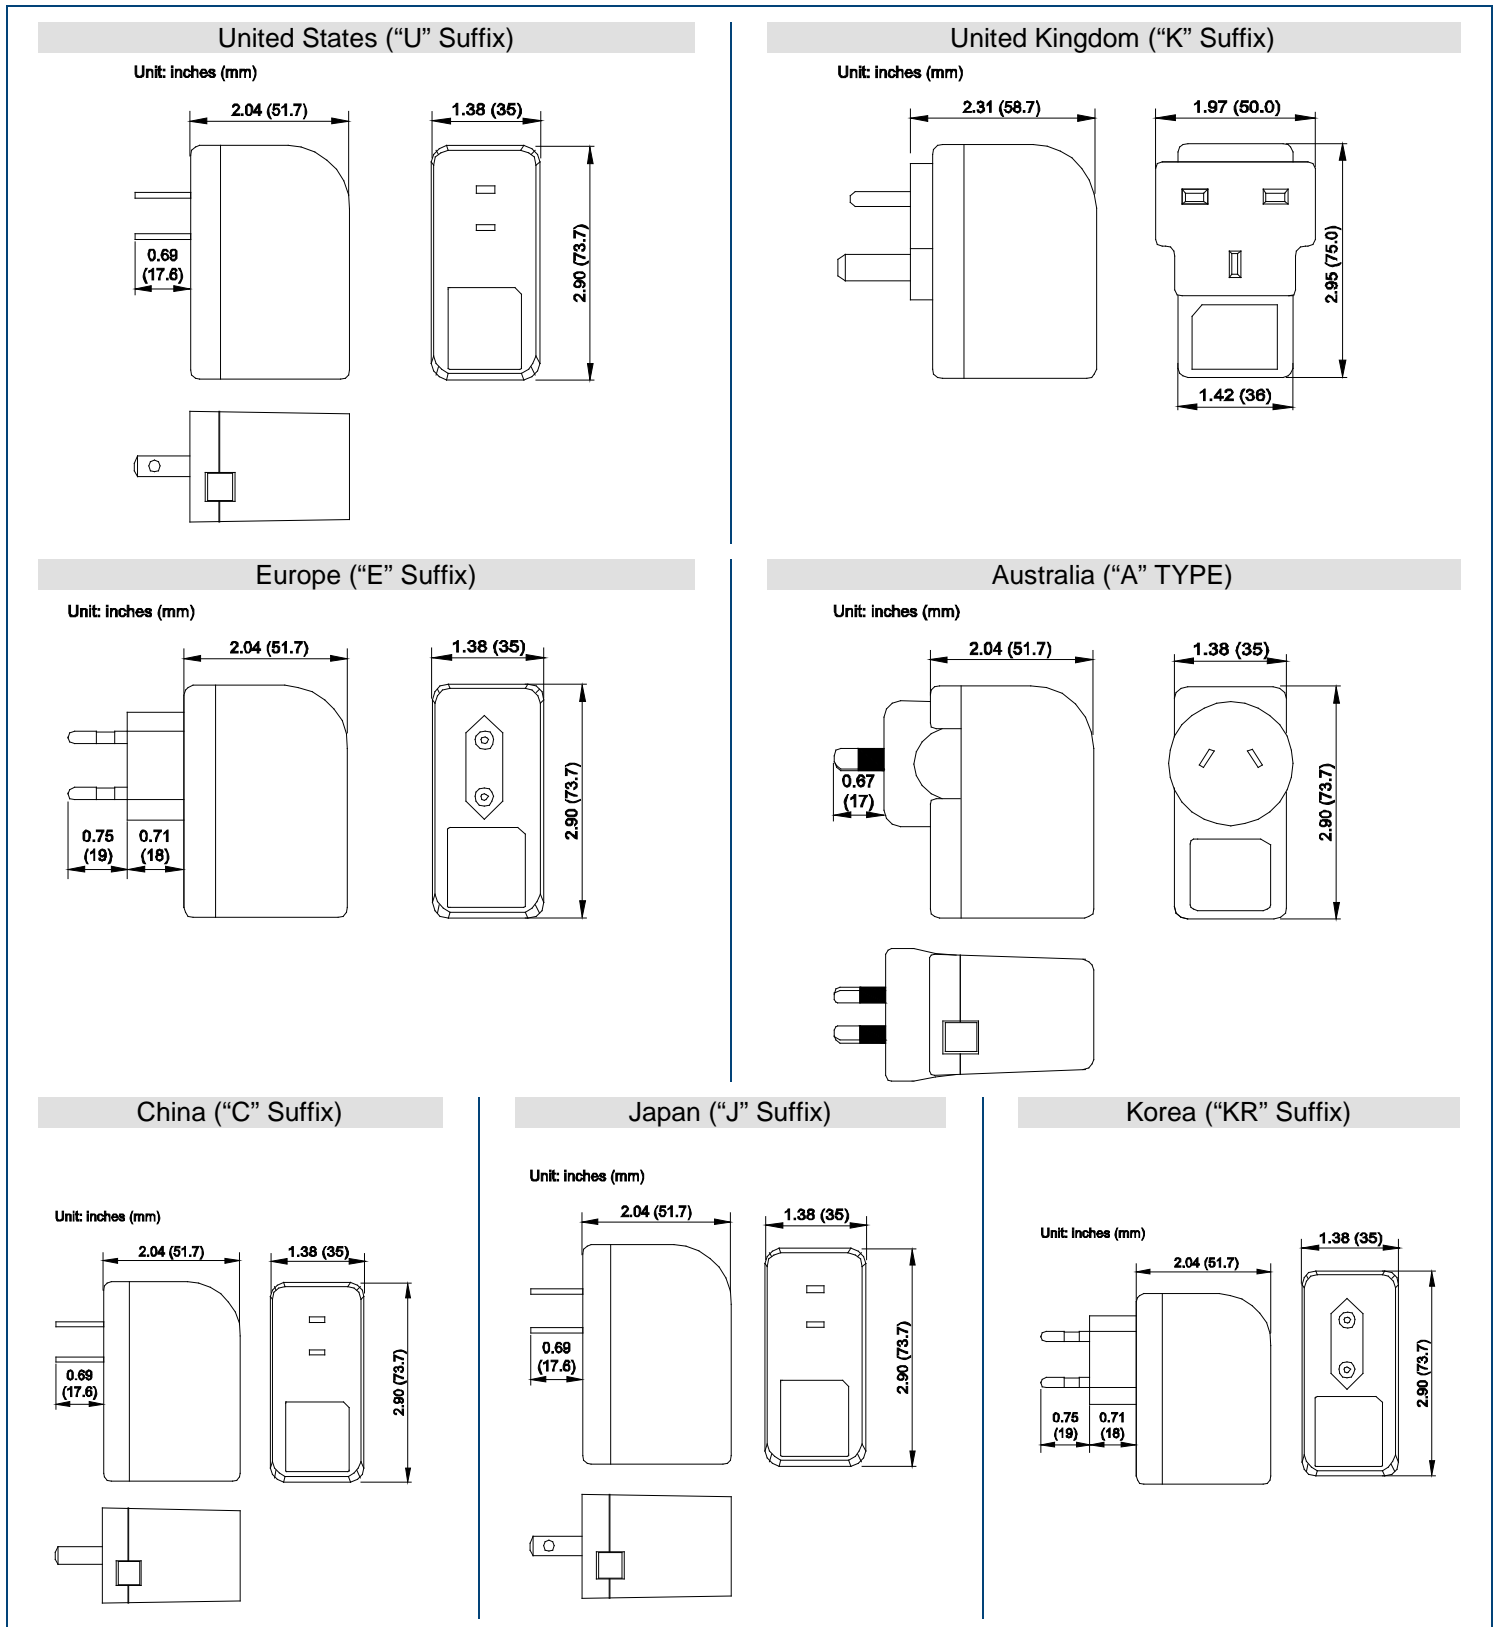 United States (“U” Suffix)
Unit: inches (mm)
2.04 (51.7)
1.38 (35)
0.69
(17.6)
2.90 (73.7)
United Kingdom (“K” Suffix)
Unit: inches (mm)
2.31 (58.7)
1.97 (50.0)
2.95 (75.0)
1.42 (36)
Europe (“E” Suffix)
Unit: inches (mm)
2.04 (51.7)
1.38 (35)
0.75
(19)
0.71
(18)
2.90 (73.7)
Australia (“A” TYPE)
Unit: inches (mm)
2.04 (51.7)
1.38 (35)
0.67
(17)
2.90 (73.7)
China (“C” Suffix)
Unit: inches (mm)
2.04 (51.7)
1.38 (35)
0.69
(17.6)
2.90 (73.7)
Japan (“J” Suffix)
Unit: inches (mm)
2.04 (51.7)
1.38 (35)
0.69
(17.6)
2.90 (73.7)
Korea (“KR” Suffix)
Unit: inches (mm)
2.04 (51.7)
1.38 (35)
0.75
(19)
0.71
(18)
2.90 (73.7)